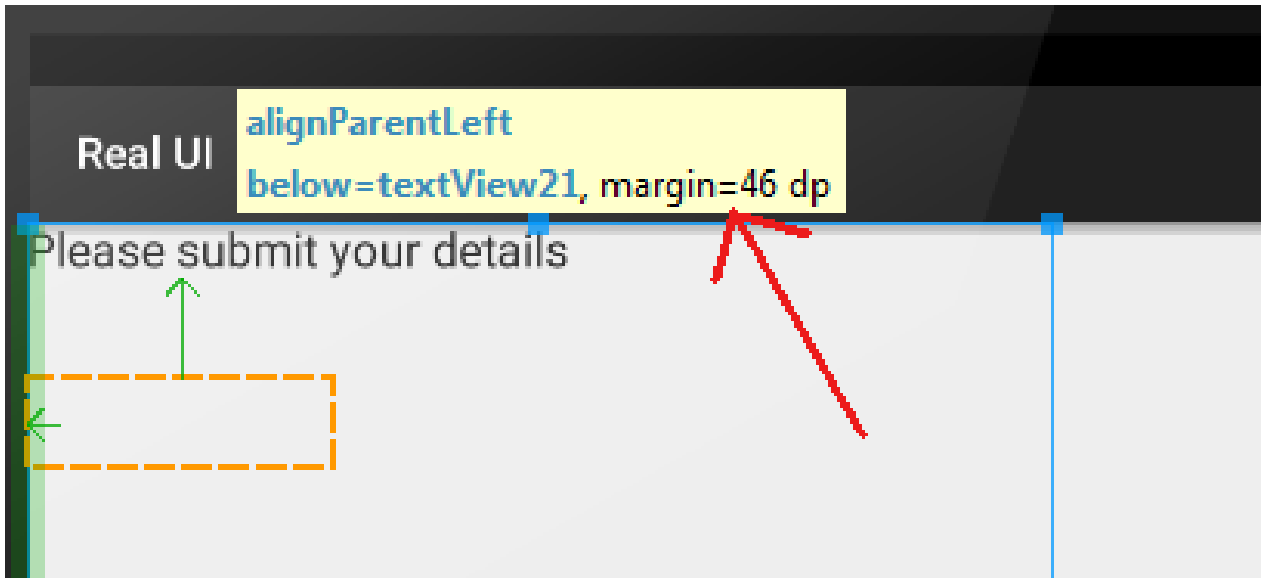 alignParentLeft
Real UI
below=textView21, margin=46 dp
Please submit your details